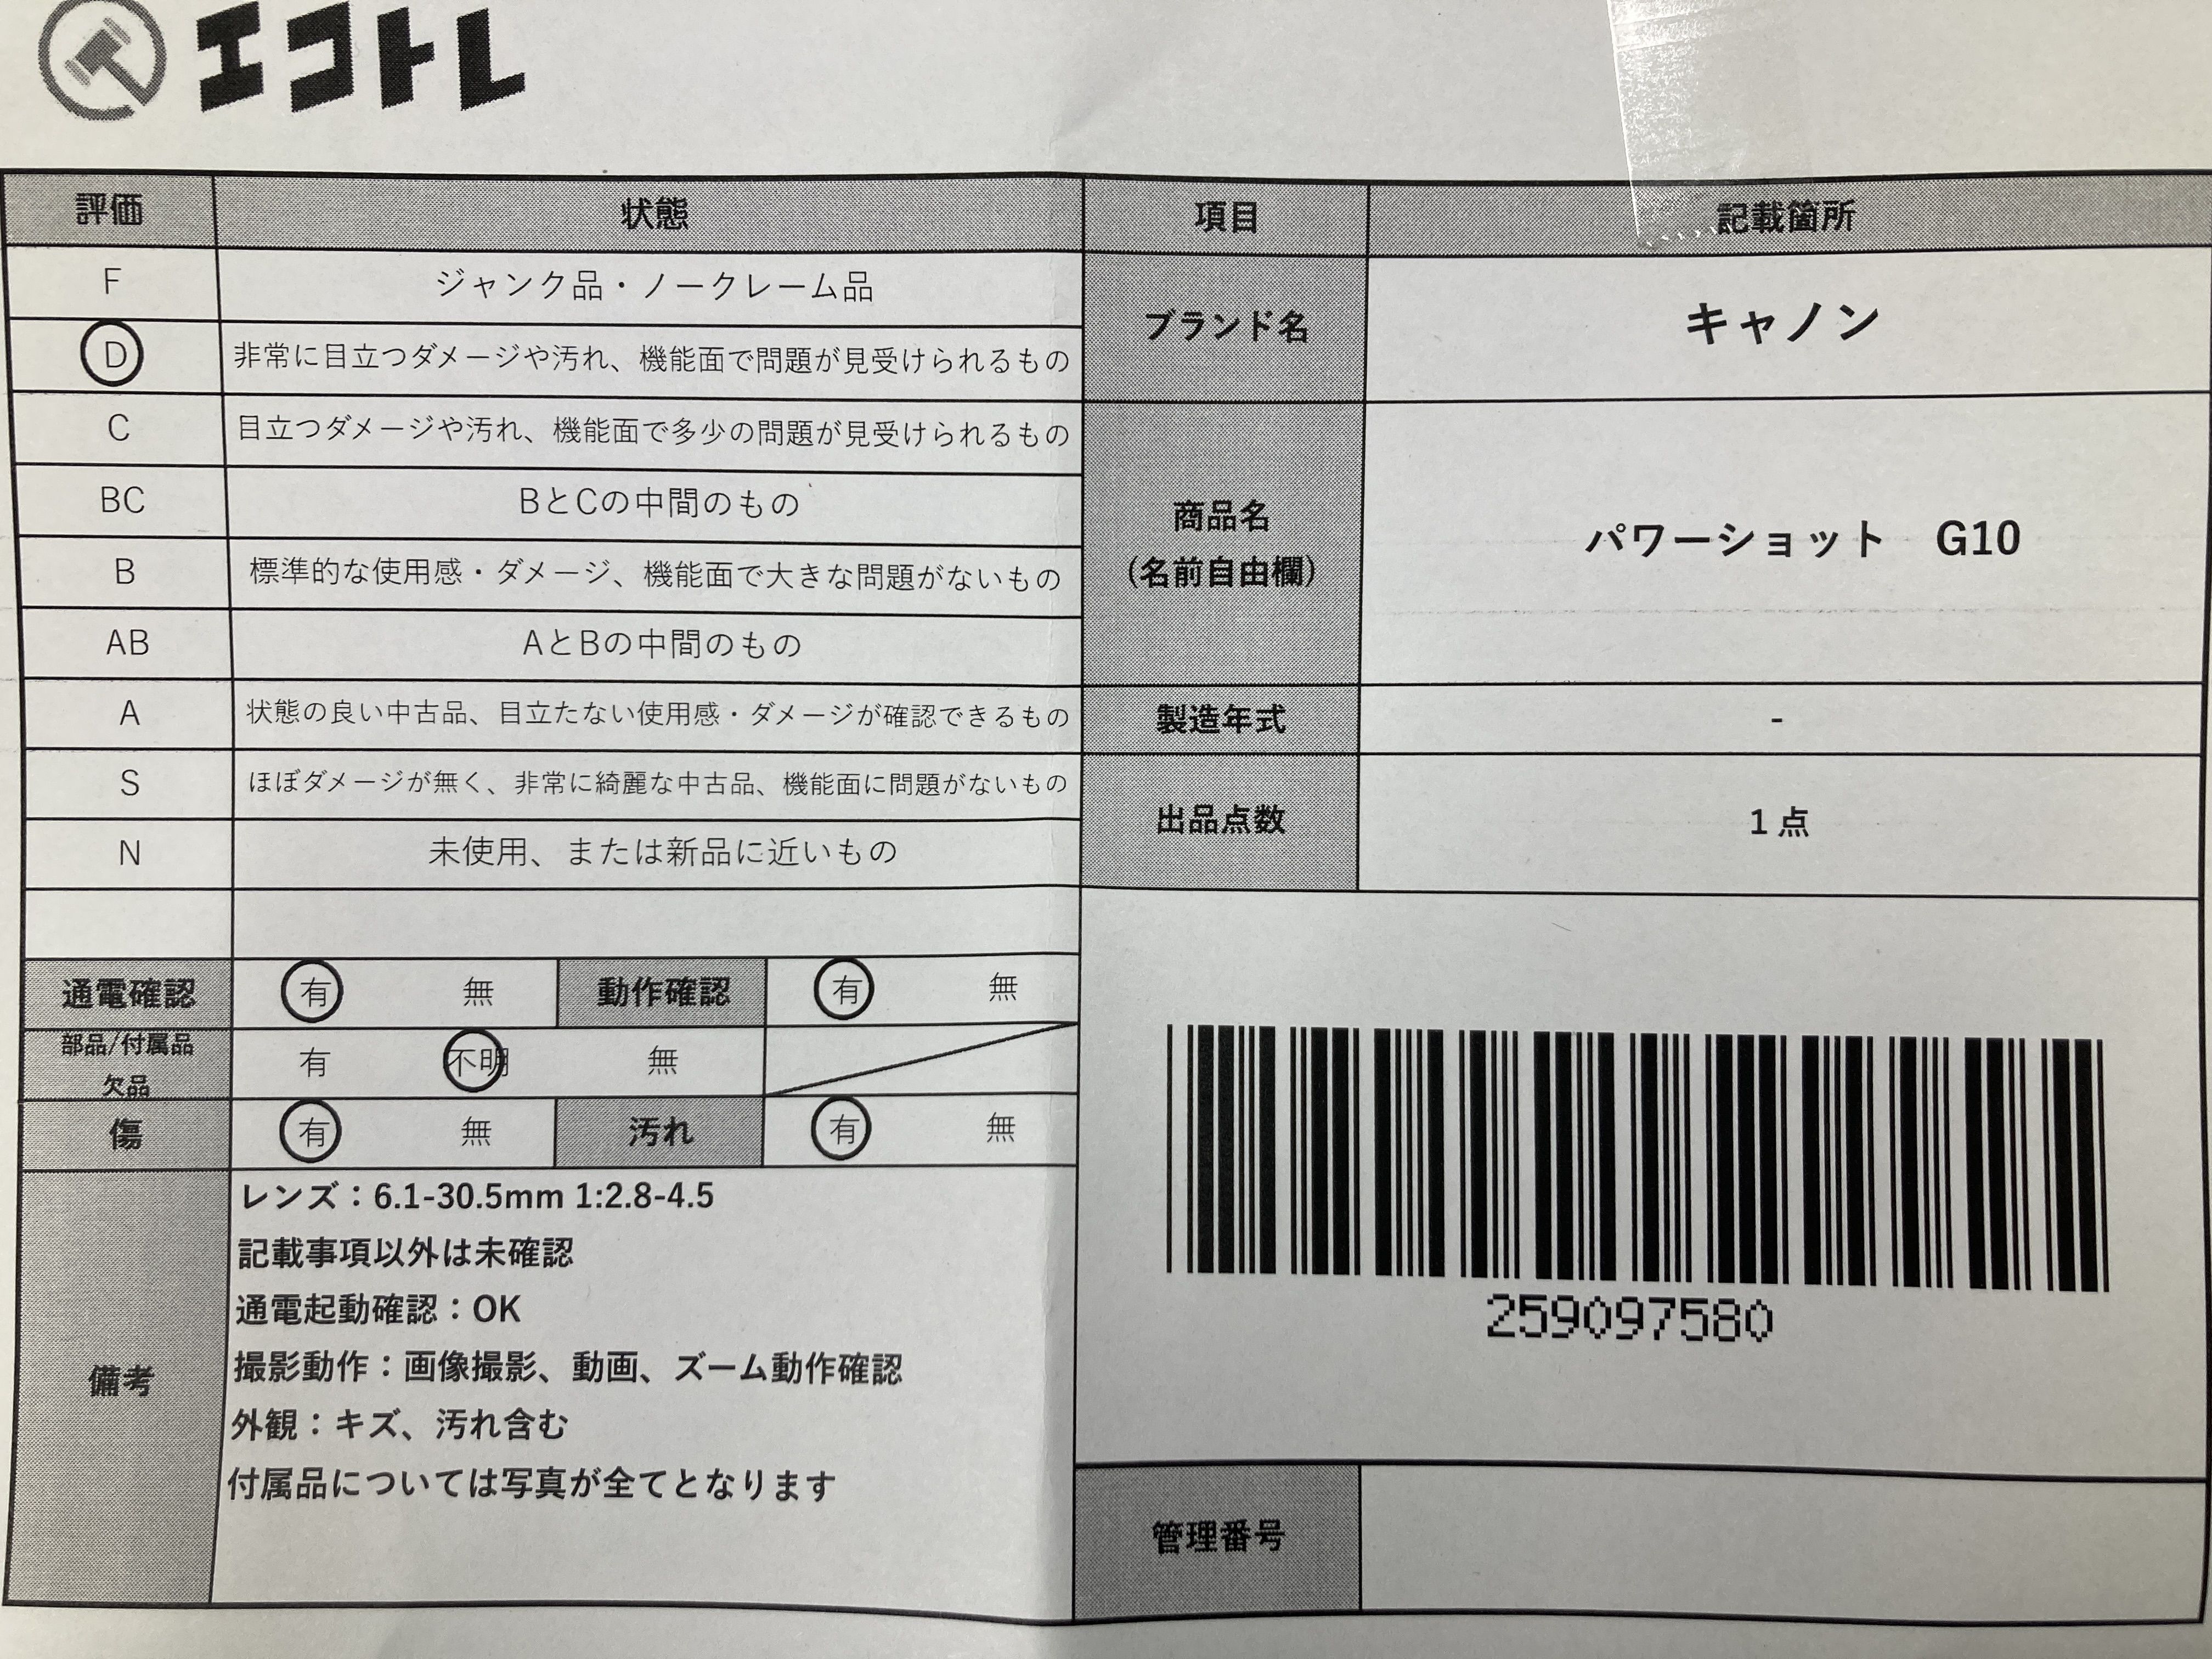 エコトレ
評価 状態 項目 記載箇所
F ジャンク品・ノークレーム品
D 非常に目立つダメージや汚れ、機能面で問題が見受けられるもの
C 目立つダメージや汚れ、機能面で多少の問題が見受けられるもの
BC BとCの中間のもの
B 標準的な使用感・ダメージ、機能面で大きな問題がないもの
AB AとBの中間のもの
A 状態の良い中古品、目立たない使用感・ダメージが確認できるもの
S ほぼダメージが無く、非常に綺麗な中古品、機能面に問題がないもの
N 未使用、または新品に近いもの
ブランド名 キャノン
商品名
(名前自由欄)
パワーショット　G10
製造年式 -
出品点数 1 点
通電確認 有 無 動作確認 有 無
部品/付属品
欠品
有 不明 無
傷 有 無 汚れ 有 無
備考
レンズ：6.1-30.5mm 1:2.8-4.5
記載事項以外は未確認
通電起動確認：OK
撮影動作：画像撮影、動画、ズーム動作確認
外観：キズ、汚れ含む
付属品については写真が全てとなります
259097580
管理番号